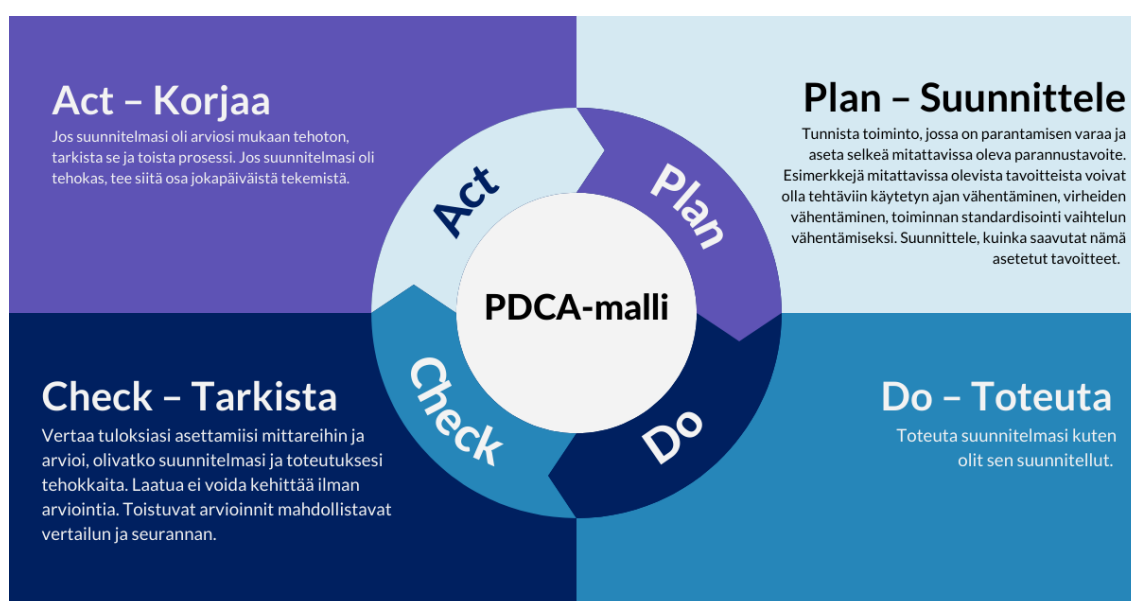 Act – Korjaa
Jos suunnitelmasi oli arviosi mukaan tehoton,
tarkista se ja toista prosessi. Jos suunnitelmasi oli
tehokas, tee siitä osa jokapäiväistä tekemistä.
Plan – Suunnittele
Tunnista toiminto, jossa on parantamisen varaa ja
aseta selkeä mitattavissa oleva parannustavoite.
Esimerkkejä mitattavissa olevista tavoitteista voivat
olla tehtäviin käytetyn ajan vähentäminen, virheiden
vähentäminen, toiminnan standardisointi vaihtelun
vähentämiseksi. Suunnittele, kuinka saavutat nämä
asetetut tavoitteet.
Act
Plan
PDCA-malli
Check
Do
Check – Tarkista
Vertaa tuloksiasi asettamiisi mittareihin ja
arvioi, olivatko suunnitelmasi ja toteutuksesi
tehokkaita. Laatua ei voida kehittää ilman
arviointia. Toistuvat arvioinnit mahdollistavat
vertailun ja seurannan.
Do – Toteuta
Toteuta suunnitelmasi kuten
olit sen suunnitellut.